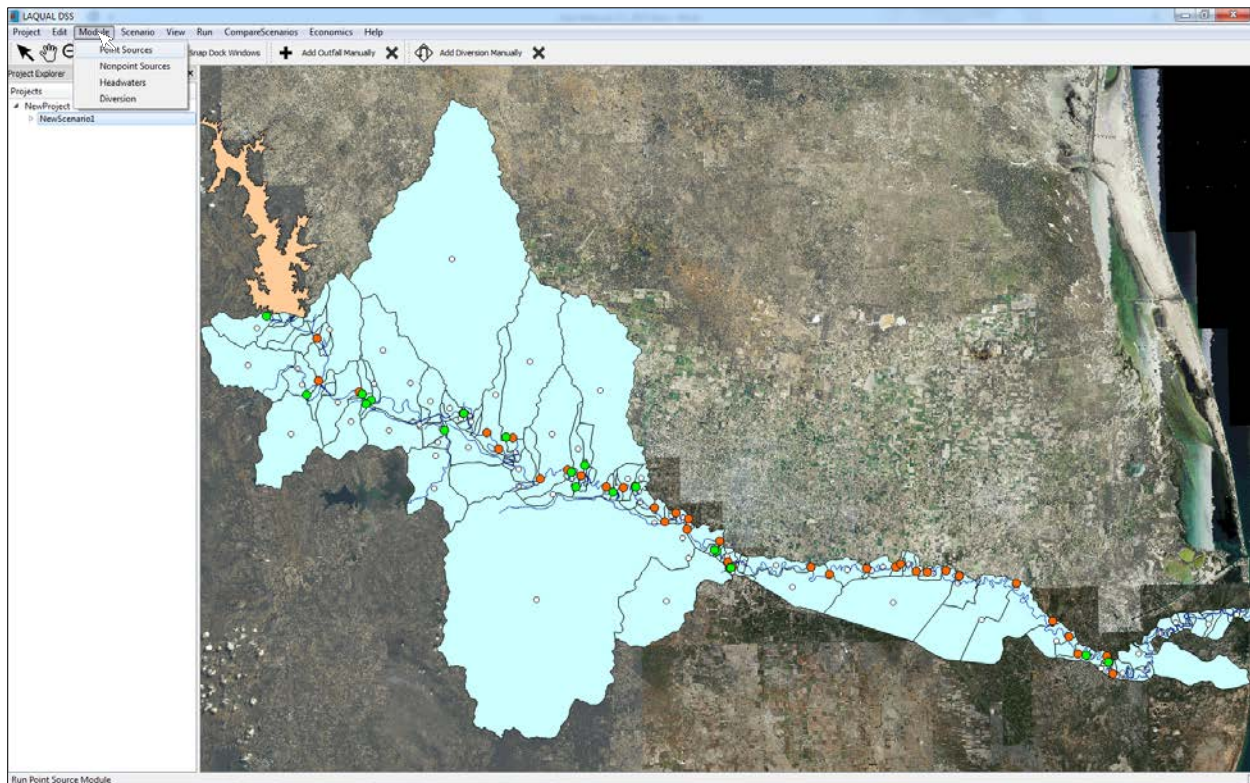 LAQUAL DSS
Project Edit Module Scenario View Run CompareScenarios Economics Help
Snap Dock Windows Add Outfall Manually Add Diversion Manually
Point Sources
Nonpoint Sources
Headwaters
Diversion
Project Explorer
Projects
NewProject
NewScenario1
Run Point Source Module